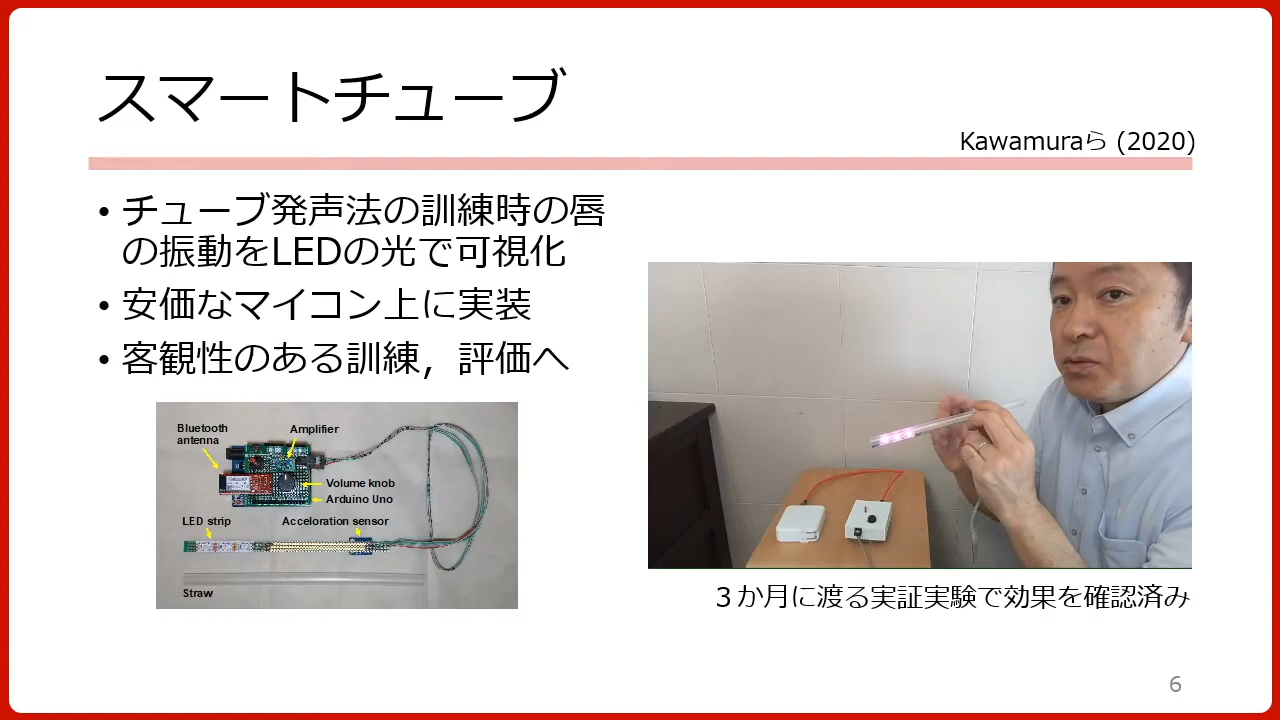 スマートチューブ
Kawamuraら (2020)
• チューブ発声法の訓練時の唇
の振動をLEDの光で可視化
• 安価なマイコン上に実装
• 客観性のある訓練，評価へ
Bluetooth
antenna
Amplifier
Volume knob
Arduino Uno
LED strip
Accloration sensor
Straw
３か月に渡る実証実験で効果を確認済み
6